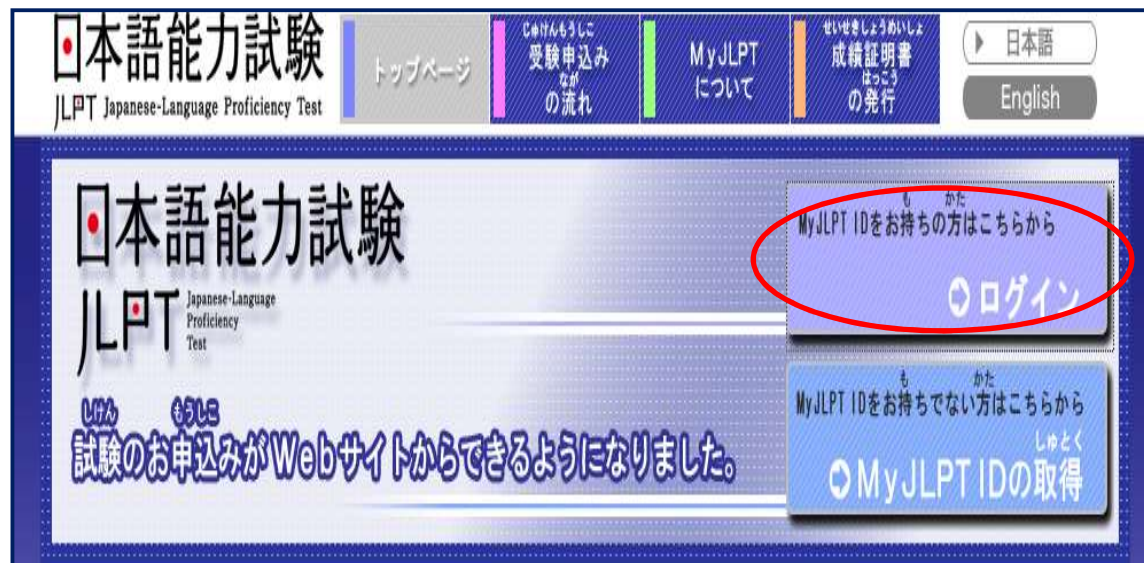 日本語能力試験
JLPT Japanese-Language Proficiency Test
トップページ
じゅけんもうしこ
受験申込み
なが
の流れ
MyJLPT
について
せいせきしょうめいしょ
成績証明書
はっこう
の発行
日本語
English
日本語能力試験
JLPT Japanese-Language
Proficiency
Test
しけん もうしこ
試験のお申込みがWebサイトからできるようになりました。
も かた
MyJLPT IDをお持ちの方はこちらから
ログイン
も かた
MyJLPT IDをお持ちでない方はこちらから
しゅとく
MyJLPT IDの取得